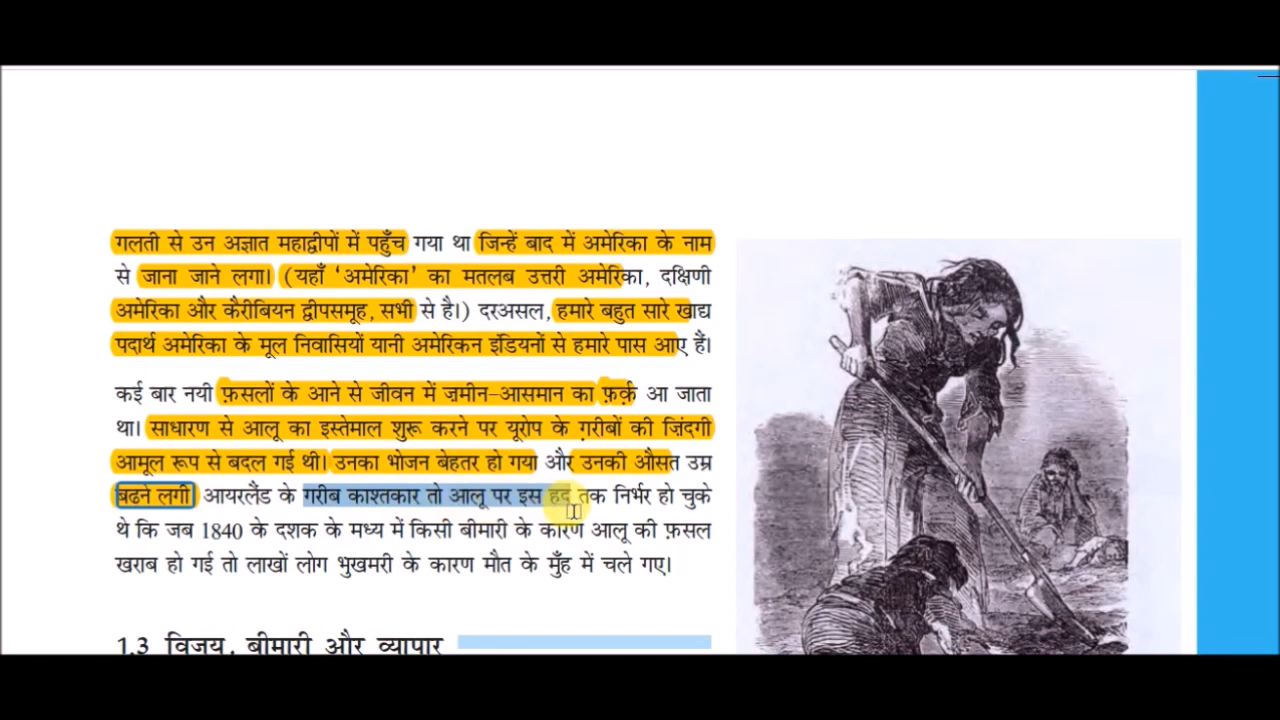 गलती से उन अज्ञात महाद्वीपों में पहुँच गया था जिन्हें बाद में अमेरिका के नाम
से जाना जाने लगा। (यहाँ ‘अमेरिका’ का मतलब उत्तरी अमेरिका, दक्षिणी
अमेरिका और कैरीबियन द्वीपसमूह, सभी से है।) दरअसल, हमारे बहुत सारे खाद्य
पदार्थ अमेरिका के मूल निवासियों यानी अमेरिकन इंडियनों से हमारे पास आए हैं।
कई बार नयी फ़सलों के आने से जीवन में ज़मीन-आसमान का फ़र्क़ आ जाता
था। साधारण से आलू का इस्तेमाल शुरू करने पर यूरोप के ग़रीबों की ज़िंदगी
आमूल रूप से बदल गई थी। उनका भोजन बेहतर हो गया और उनकी औसत उम्र
बढने लगी आयरलैंड के गरीब काश्तकार तो आलू पर इस हद तक निर्भर हो चुके
थे कि जब 1840 के दशक के मध्य में किसी बीमारी के कारण आलू की फ़सल
खराब हो गई तो लाखों लोग भुखमरी के कारण मौत के मुँह में चले गए।
1.3 विजय, बीमारी और व्यापार